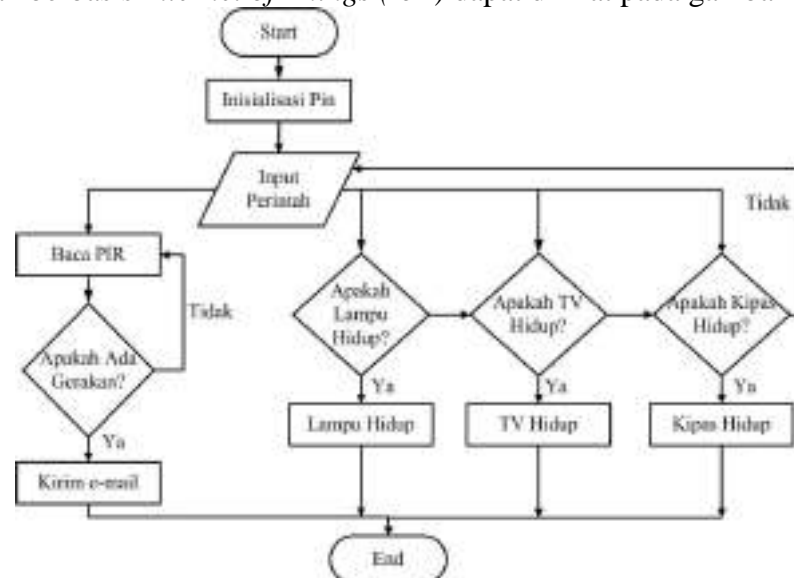 Start
Inisialisasi Pin
Input
Perintah
Tidak
Baca PIR
Tidak
Apakah
Lampu
Hidup?
Apakah TV
Hidup?
Apakah Kipas
Hidup?
Apakah Ada
Gerakan?
Ya
Ya
Ya
Lampu Hidup
TV Hidup
Kipas Hidup
Ya
Kirim e-mail
End